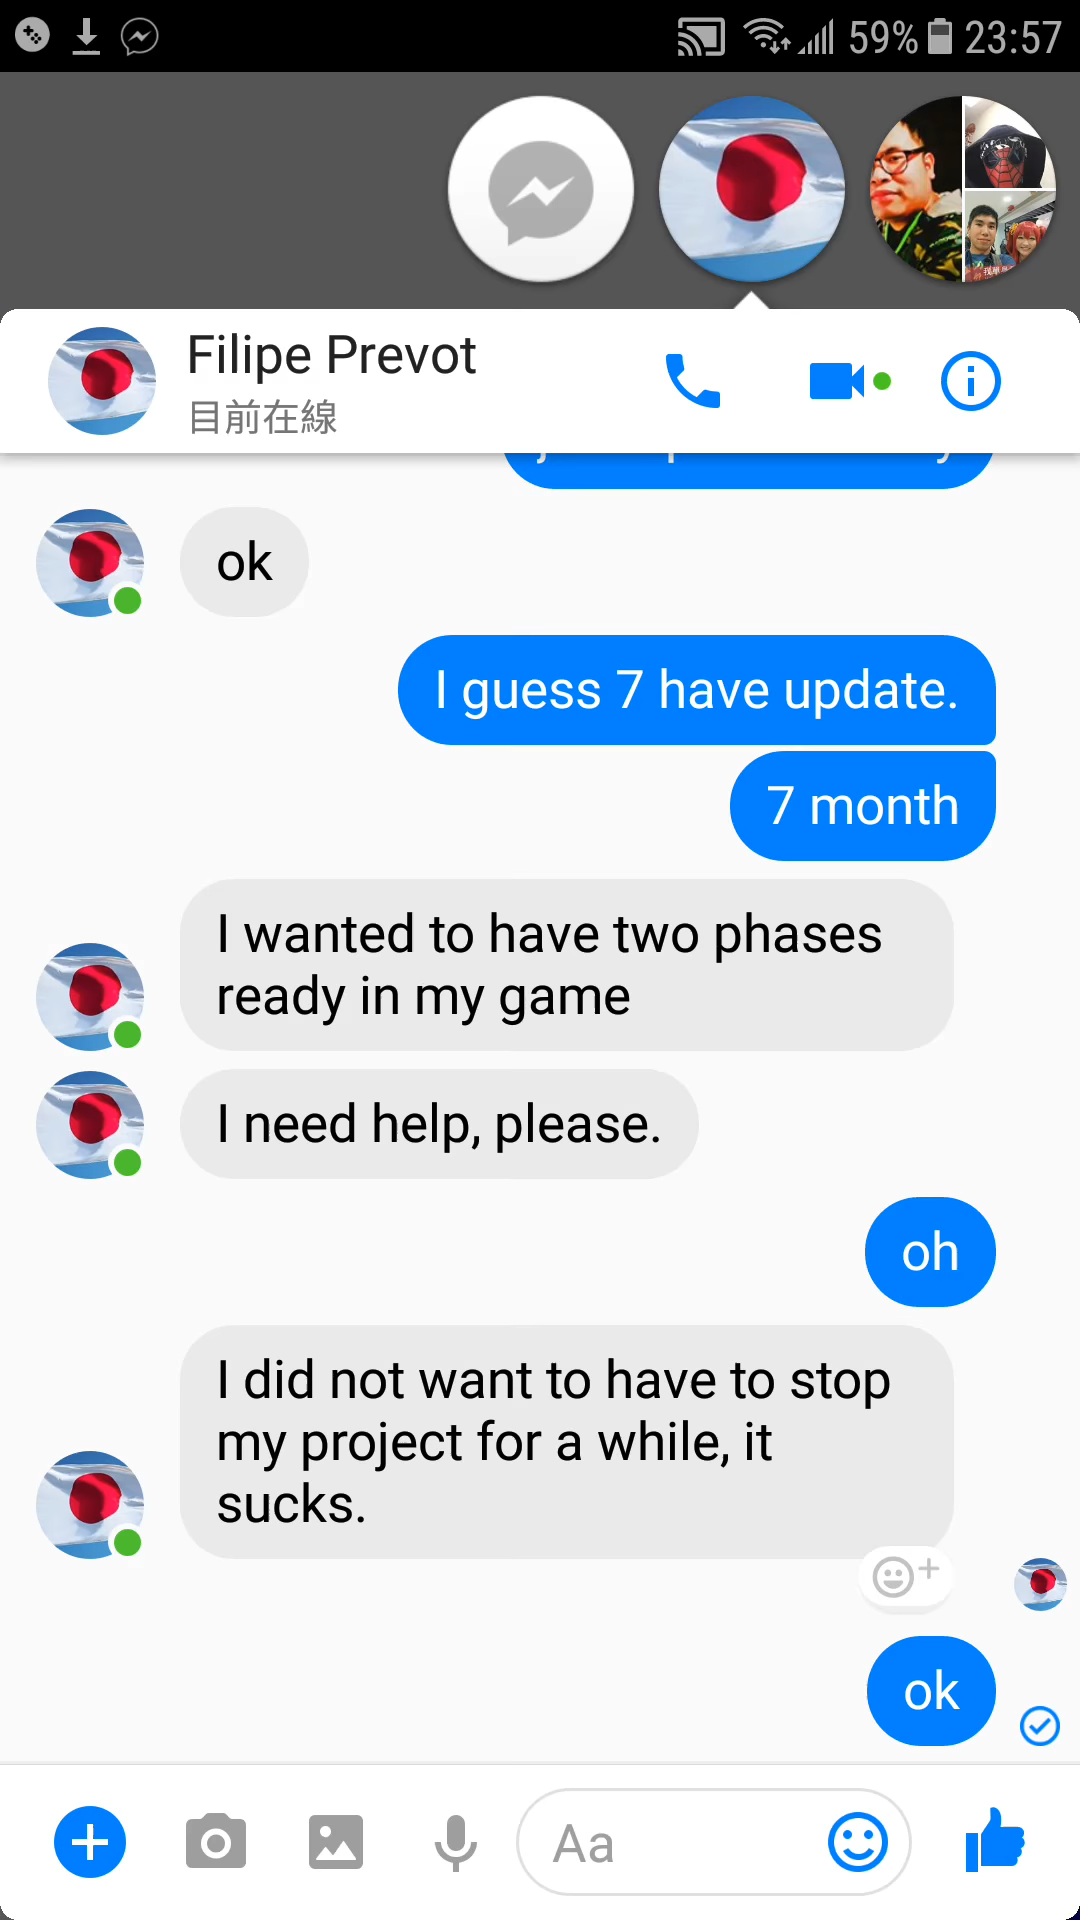 59% 23:57
Filipe Prevot
目前在線
ok
I guess 7 have update.
7 month
I wanted to have two phases
ready in my game
I need help, please.
oh
I did not want to have to stop
my project for a while, it
sucks.
ok
Aa